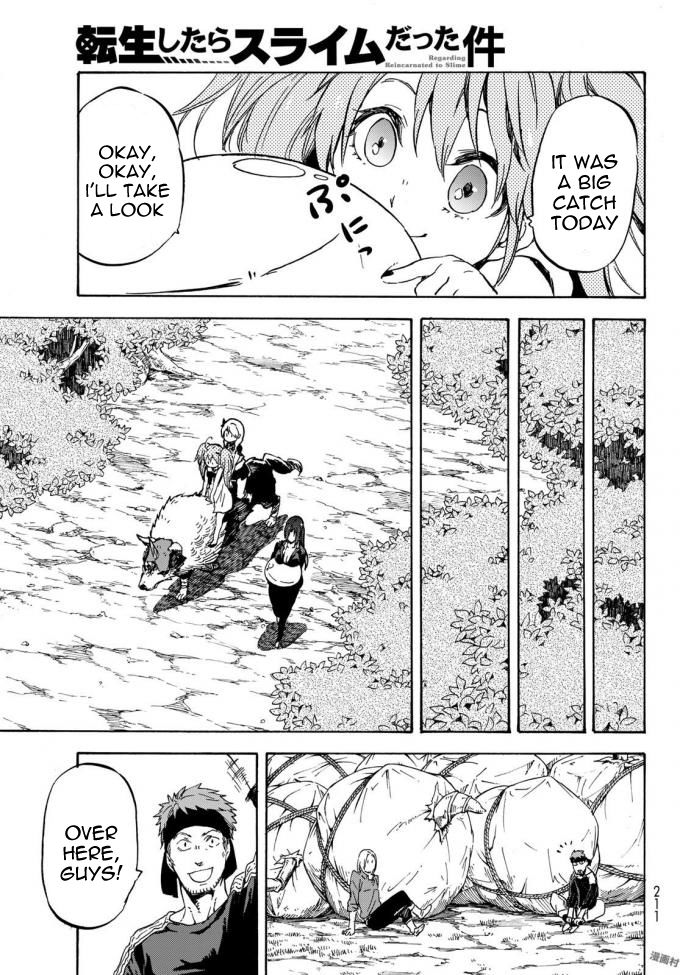 転生したらスライムだった件
Regarding
Reincarnated to Slime
IT WAS
A BIG
CATCH
TODAY
ぷにっ
OKAY,
OKAY,
I'LL TAKE
A LOOK
OVER
HERE,
GUYS!
211
漫画村